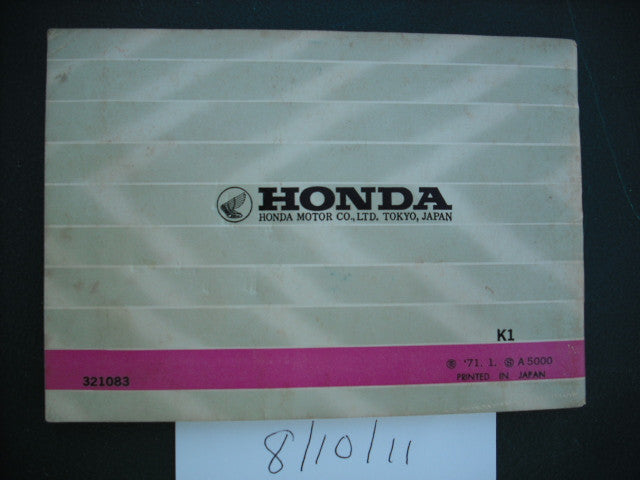 HONDA
HONDA MOTOR CO.,LTD. TOKYO, JAPAN
K1
321083
'71. 1. A 5000
PRINTED IN JAPAN
8/10/11